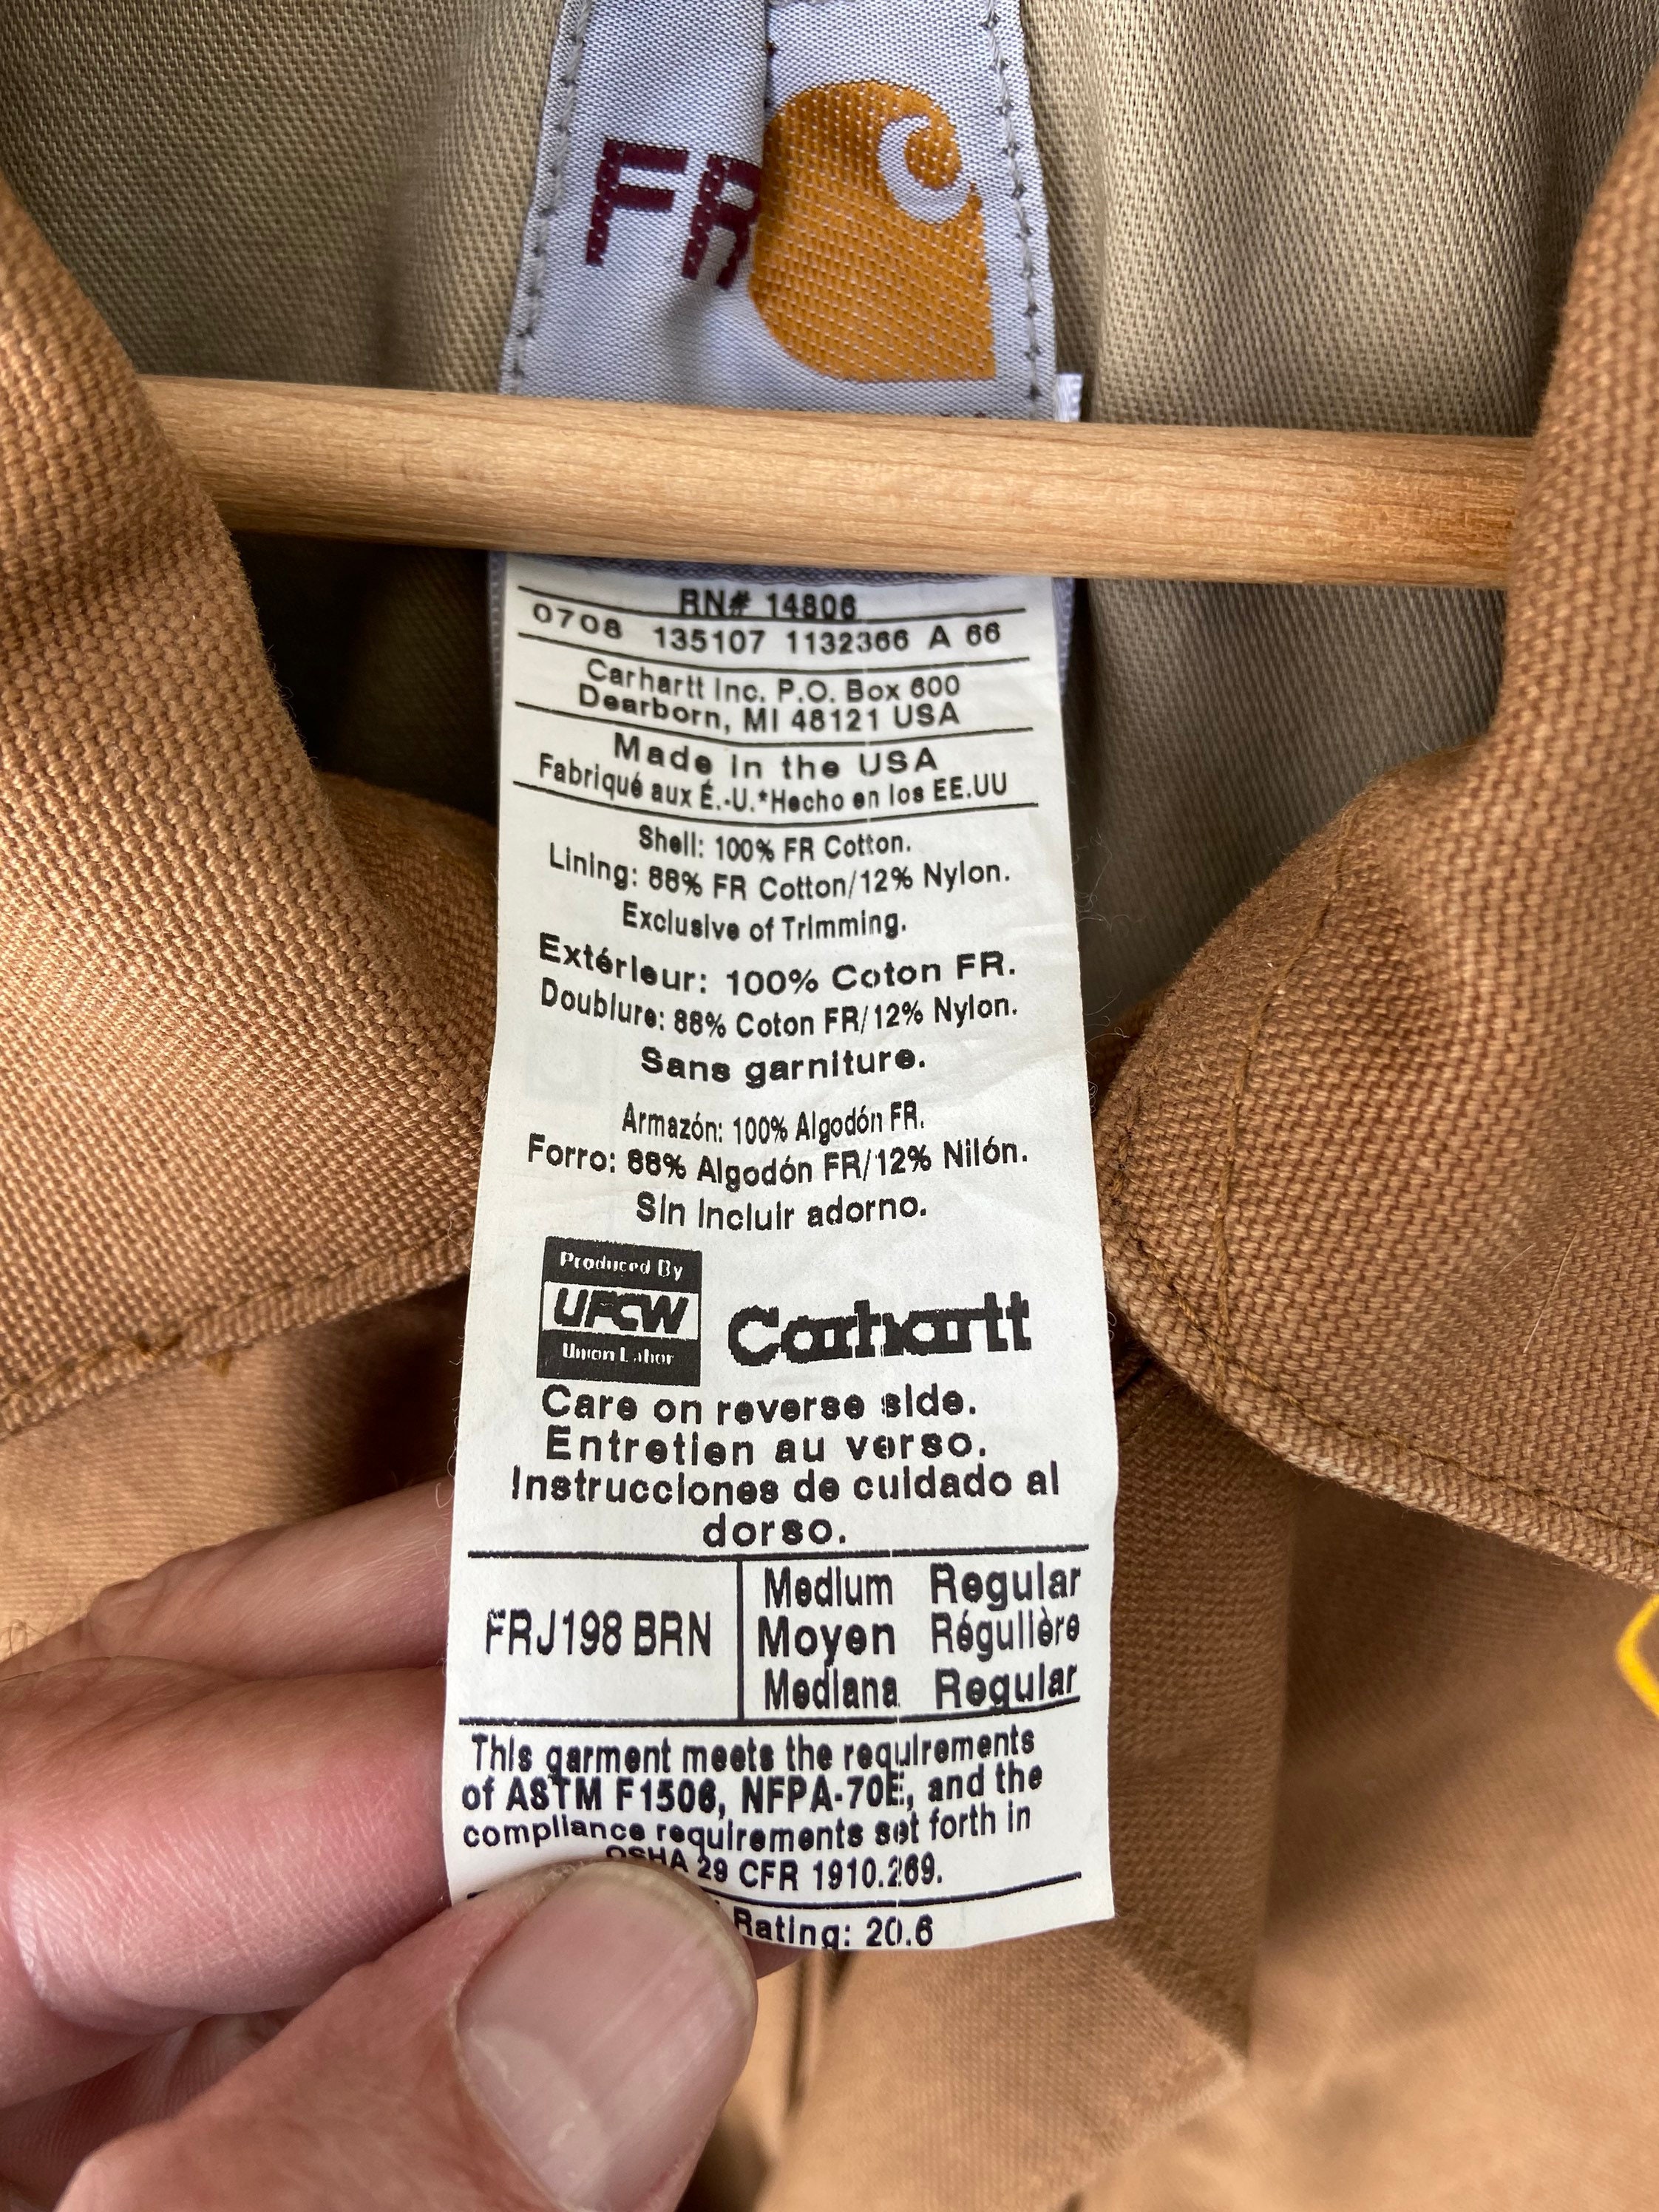 FR
RN# 14806
0708 135107 1132366 A 66
Carhartt Inc. P.O. Box 600
Dearborn, MI 48121 USA
Made in the USA
Fabriqué aux É.-U.*Hecho en los EE.UU
Shell: 100% FR Cotton.
Lining: 88% FR Cotton/12% Nylon.
Exclusive of Trimming.
Extérieur: 100% Coton FR.
Doublure: 88% Coton FR/12% Nylon.
Sans garniture.
Armazón: 100% Algodón FR.
Forro: 88% Algodón FR/12% Nilón.
Sin Incluir adorno.
Produced By
UFCW
Union Labor
Carhartt
Care on reverse side.
Entretien au verso.
Instrucciones de cuidado al
dorso.
FRJ198 BRN
Medium Regular
Moyen Régulière
Mediana Regular
This garment meets the requirements
of ASTM F1506, NFPA-70E, and the
compliance requirements set forth in
OSHA 29 CFR 1910.269.
Rating: 20.6